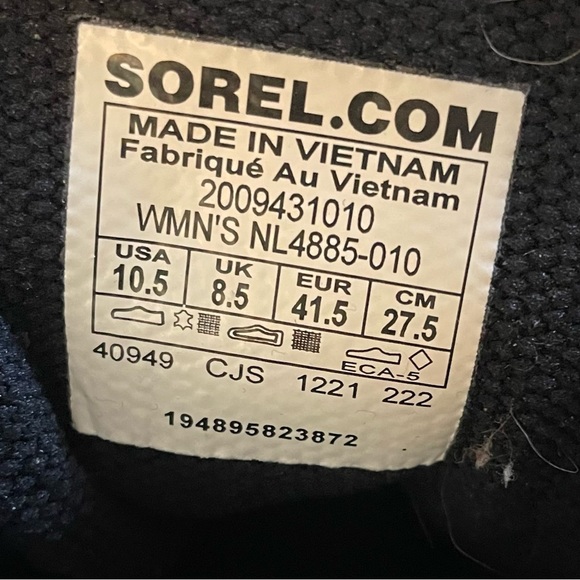 SOREL.COM
MADE IN VIETNAM
Fabriqué Au Vietnam
2009431010
WMN'S NL4885-010
USA UK EUR CM
10.5 8.5 41.5 27.5
ECA-5
40949 CJS 1221 222
194895823872